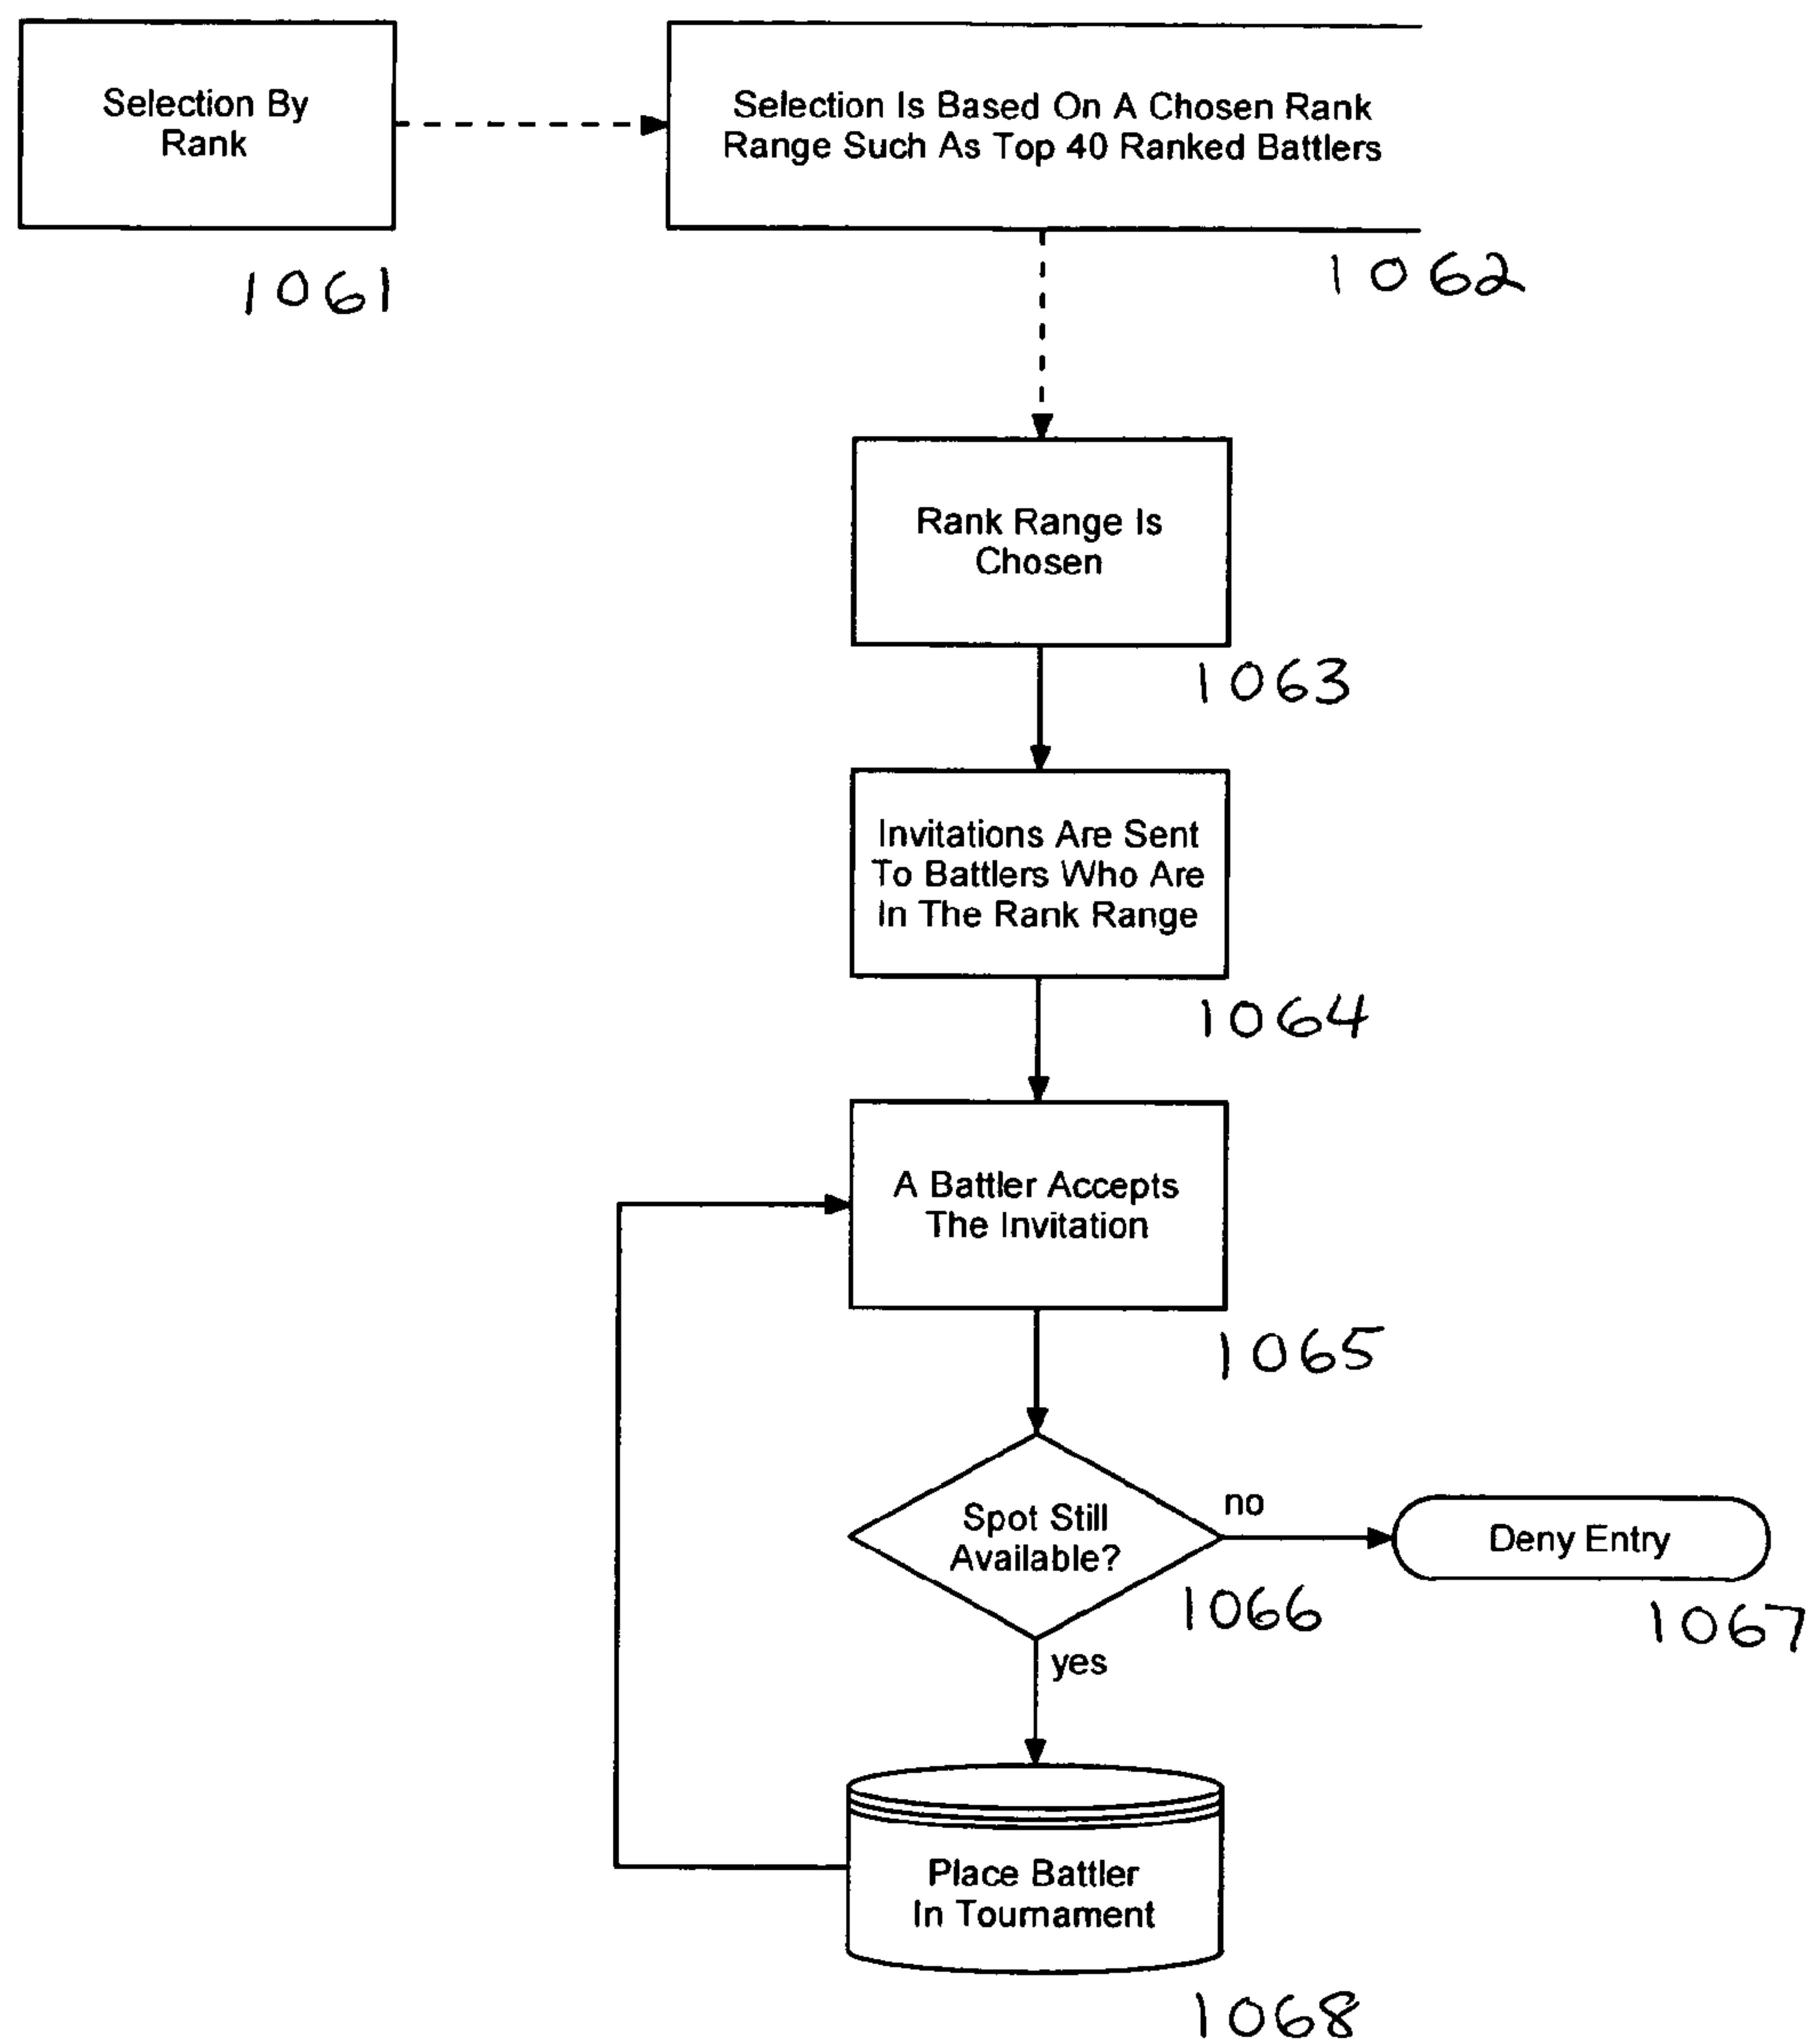 Selection By
Rank
1061
Selection Is Based On A Chosen Rank
Range Such As Top 40 Ranked Battlers
1062
Rank Range Is
Chosen
1063
Invitations Are Sent
To Battlers Who Are
In The Rank Range
1064
A Battler Accepts
The Invitation
1065
Spot Still
Available?
1066
no
Deny Entry
1067
yes
Place Battler
In Tournament
1068